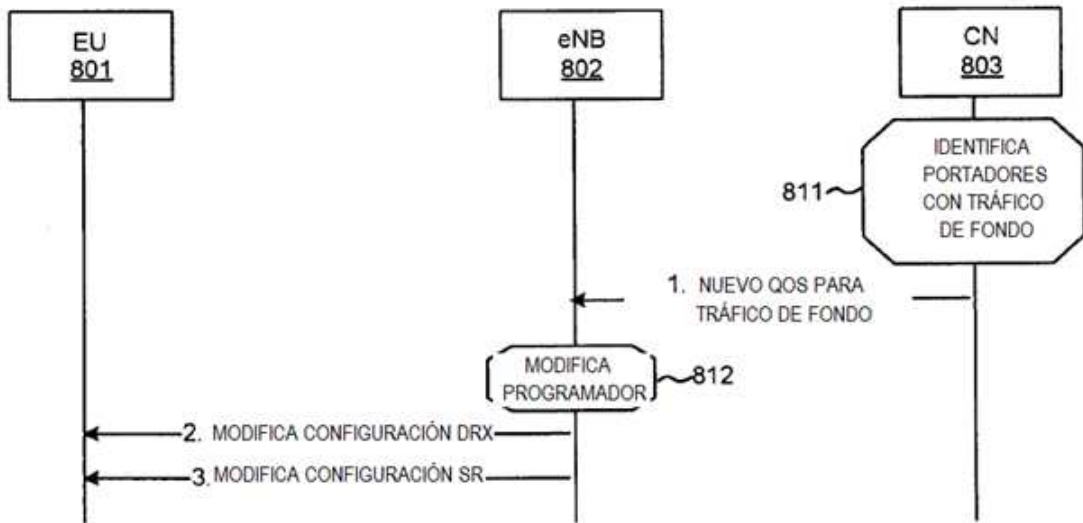 EU
801
eNB
802
CN
803
IDENTIFICA
PORTADORES
CON TRÁFICO
DE FONDO
811
1. NUEVO QOS PARA
TRÁFICO DE FONDO
MODIFICA
PROGRAMADOR
812
2. MODIFICA CONFIGURACIÓN DRX
3. MODIFICA CONFIGURACIÓN SR